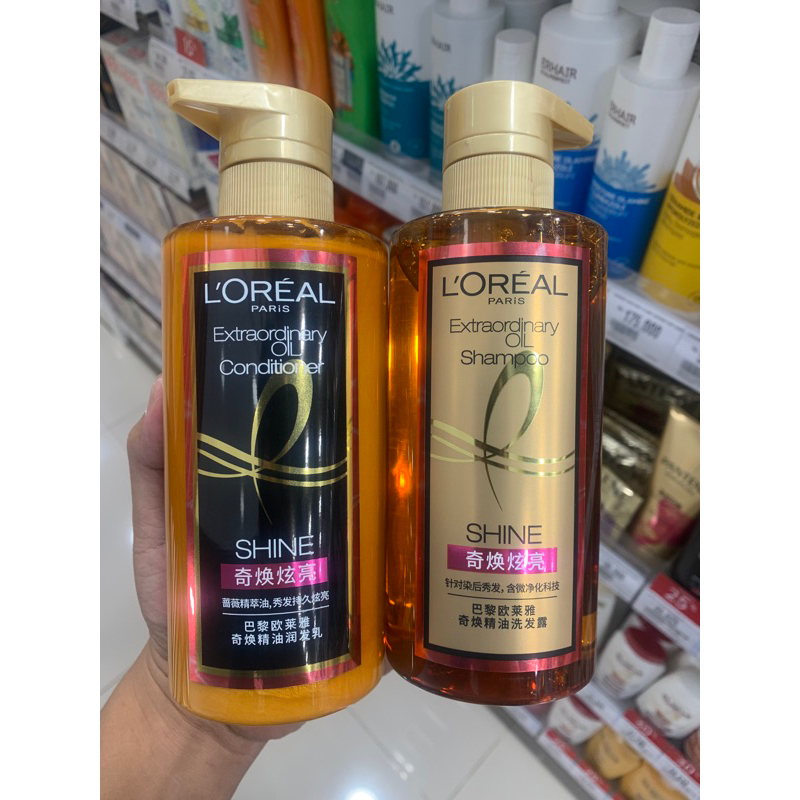 L'ORÉAL
PARIS
Extraordinary
OIL
Conditioner
SHINE
奇焕炫亮
蔷薇精萃油,秀发持久炫亮
巴黎欧莱雅
奇焕精油润发乳
L'ORÉAL
PARIS
Extraordinary
OIL
Shampoo
SHINE
奇焕炫亮
针对染后秀发,含微净化科技
巴黎欧莱雅
奇焕精油洗发露
25%